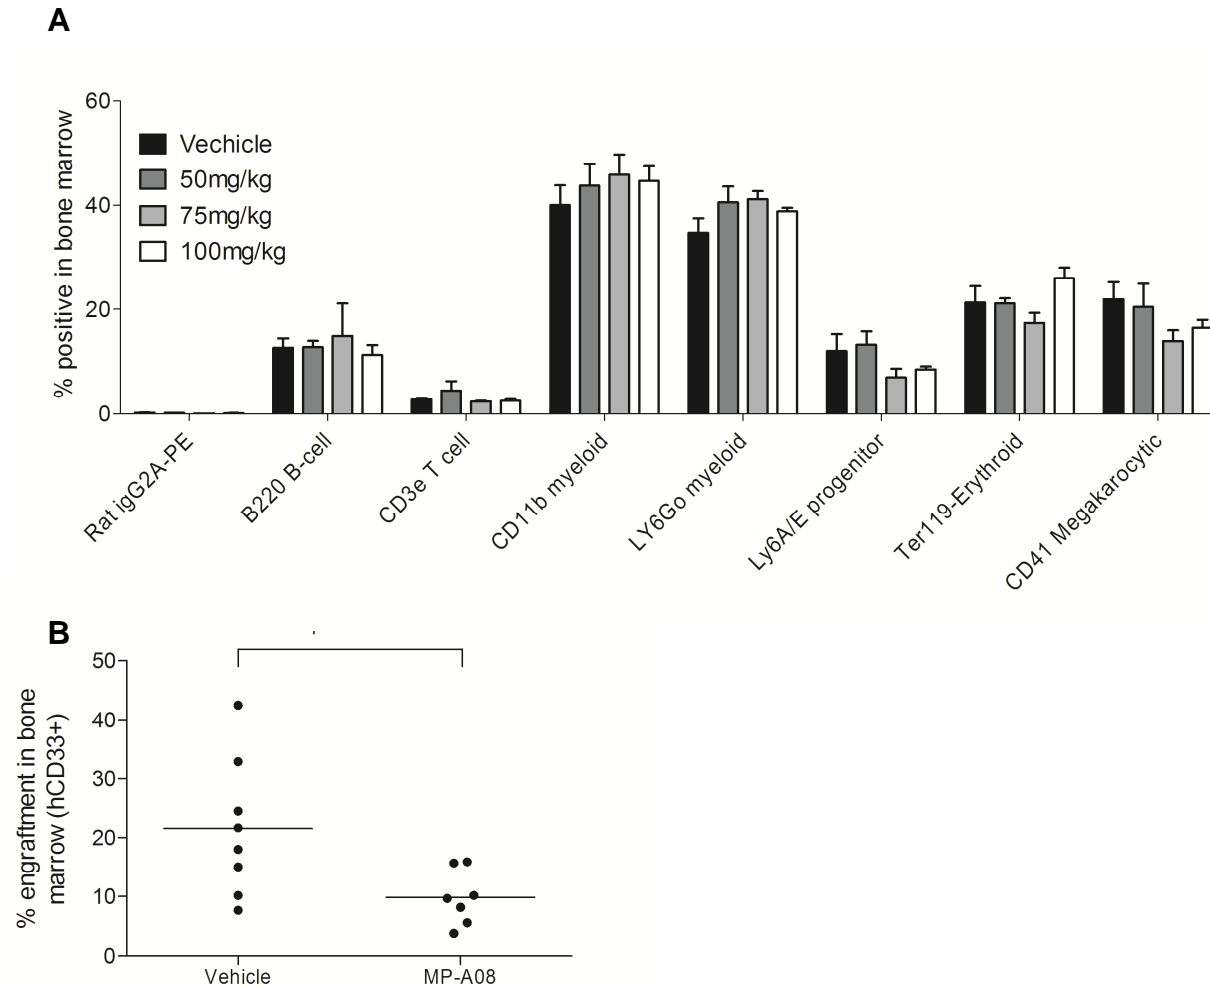 A
60
40
20
0
% positive in bone marrow
Vechicle
50mg/kg
75mg/kg
100mg/kg
Rat igG2A-PE
B220 B-cell
CD3e T cell
CD11b myeloid
LY6Go myeloid
Ly6A/E progenitor
Ter119-Erythroid
CD41 Megakarocytic
B
50
40
30
20
10
0
% engraftment in bone
marrow (hCD33+)
Vehicle
MP-A08